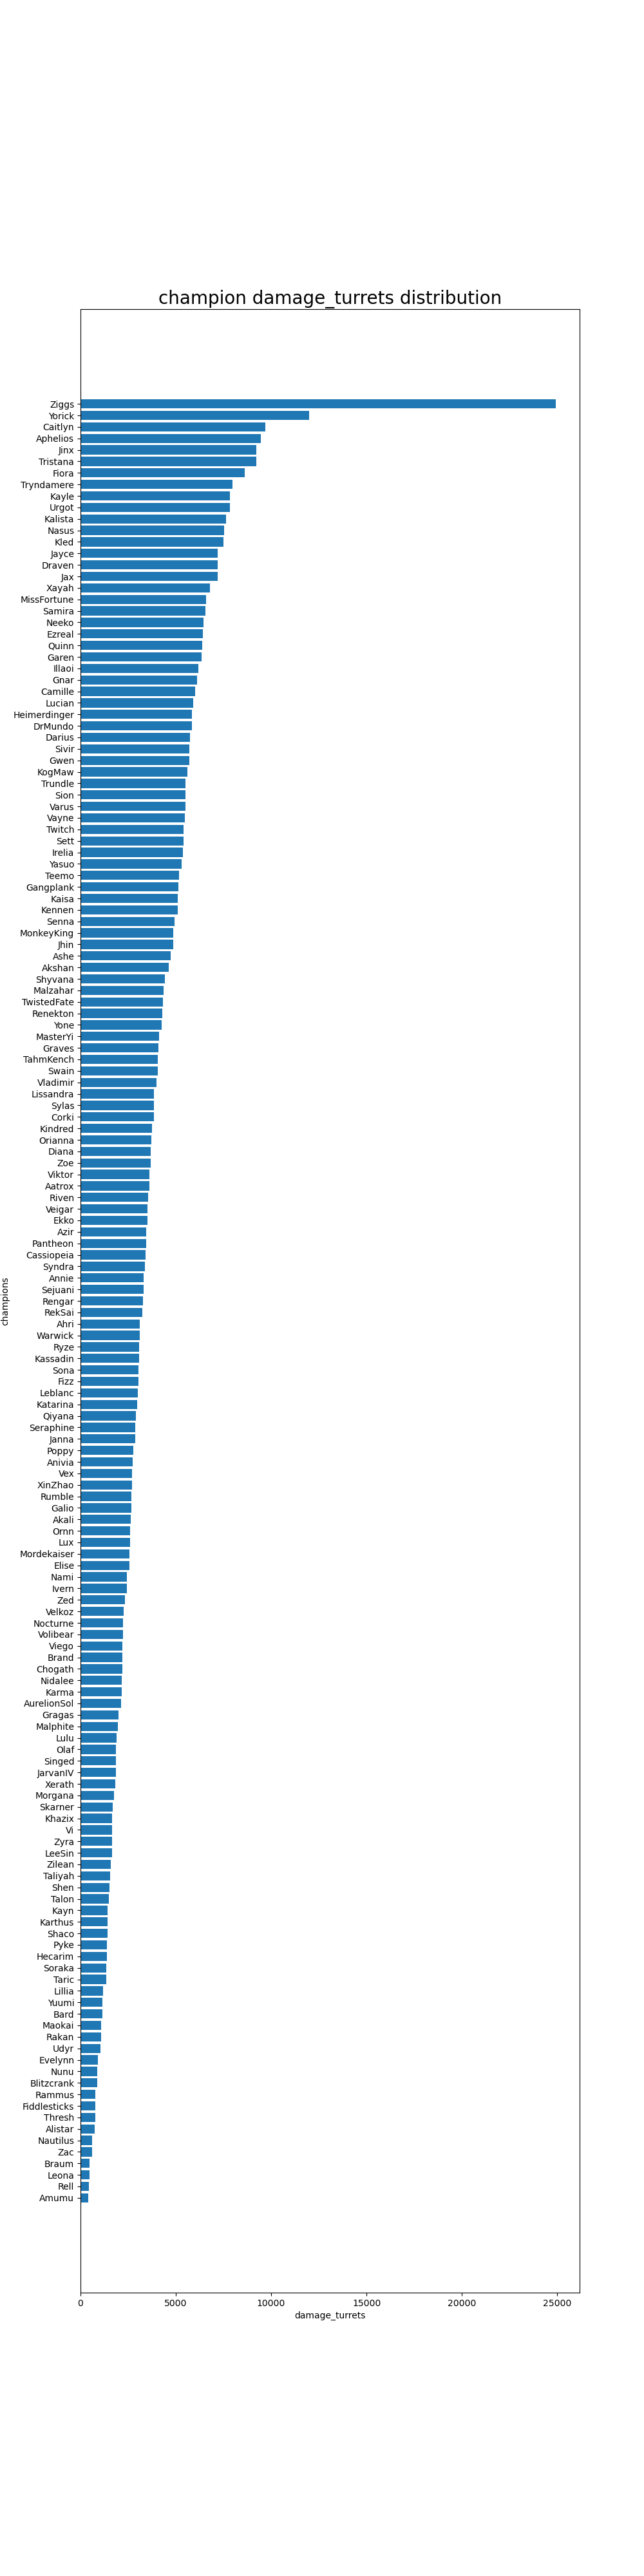 champion damage_turrets distribution
Ziggs
Yorick
Caitlyn
Aphelios
Jinx
Tristana
Fiora
Tryndamere
Kayle
Urgot
Kalista
Nasus
Kled
Jayce
Draven
Jax
Xayah
MissFortune
Samira
Neeko
Ezreal
Quinn
Garen
Illaoi
Gnar
Camille
Lucian
Heimerdinger
DrMundo
Darius
Sivir
Gwen
KogMaw
Trundle
Sion
Varus
Vayne
Twitch
Sett
Irelia
Yasuo
Teemo
Gangplank
Kaisa
Kennen
Senna
MonkeyKing
Jhin
Ashe
Akshan
Shyvana
Malzahar
TwistedFate
Renekton
Yone
MasterYi
Graves
TahmKench
Swain
Vladimir
Lissandra
Sylas
Corki
Kindred
Orianna
Diana
Zoe
Viktor
Aatrox
Riven
Veigar
Ekko
Azir
Pantheon
Cassiopeia
Syndra
Annie
Sejuani
Rengar
RekSai
Ahri
Warwick
Ryze
Kassadin
Sona
Fizz
Leblanc
Katarina
Qiyana
Seraphine
Janna
Poppy
Anivia
Vex
XinZhao
Rumble
Galio
Akali
Ornn
Lux
Mordekaiser
Elise
Nami
Ivern
Zed
Velkoz
Nocturne
Volibear
Viego
Brand
Chogath
Nidalee
Karma
AurelionSol
Gragas
Malphite
Lulu
Olaf
Singed
JarvanIV
Xerath
Morgana
Skarner
Khazix
Vi
Zyra
LeeSin
Zilean
Taliyah
Shen
Talon
Kayn
Karthus
Shaco
Pyke
Hecarim
Soraka
Taric
Lillia
Yuumi
Bard
Maokai
Rakan
Udyr
Evelynn
Nunu
Blitzcrank
Rammus
Fiddlesticks
Thresh
Alistar
Nautilus
Zac
Braum
Leona
Rell
Amumu
champions
0 5000 10000 15000 20000 25000
damage_turrets